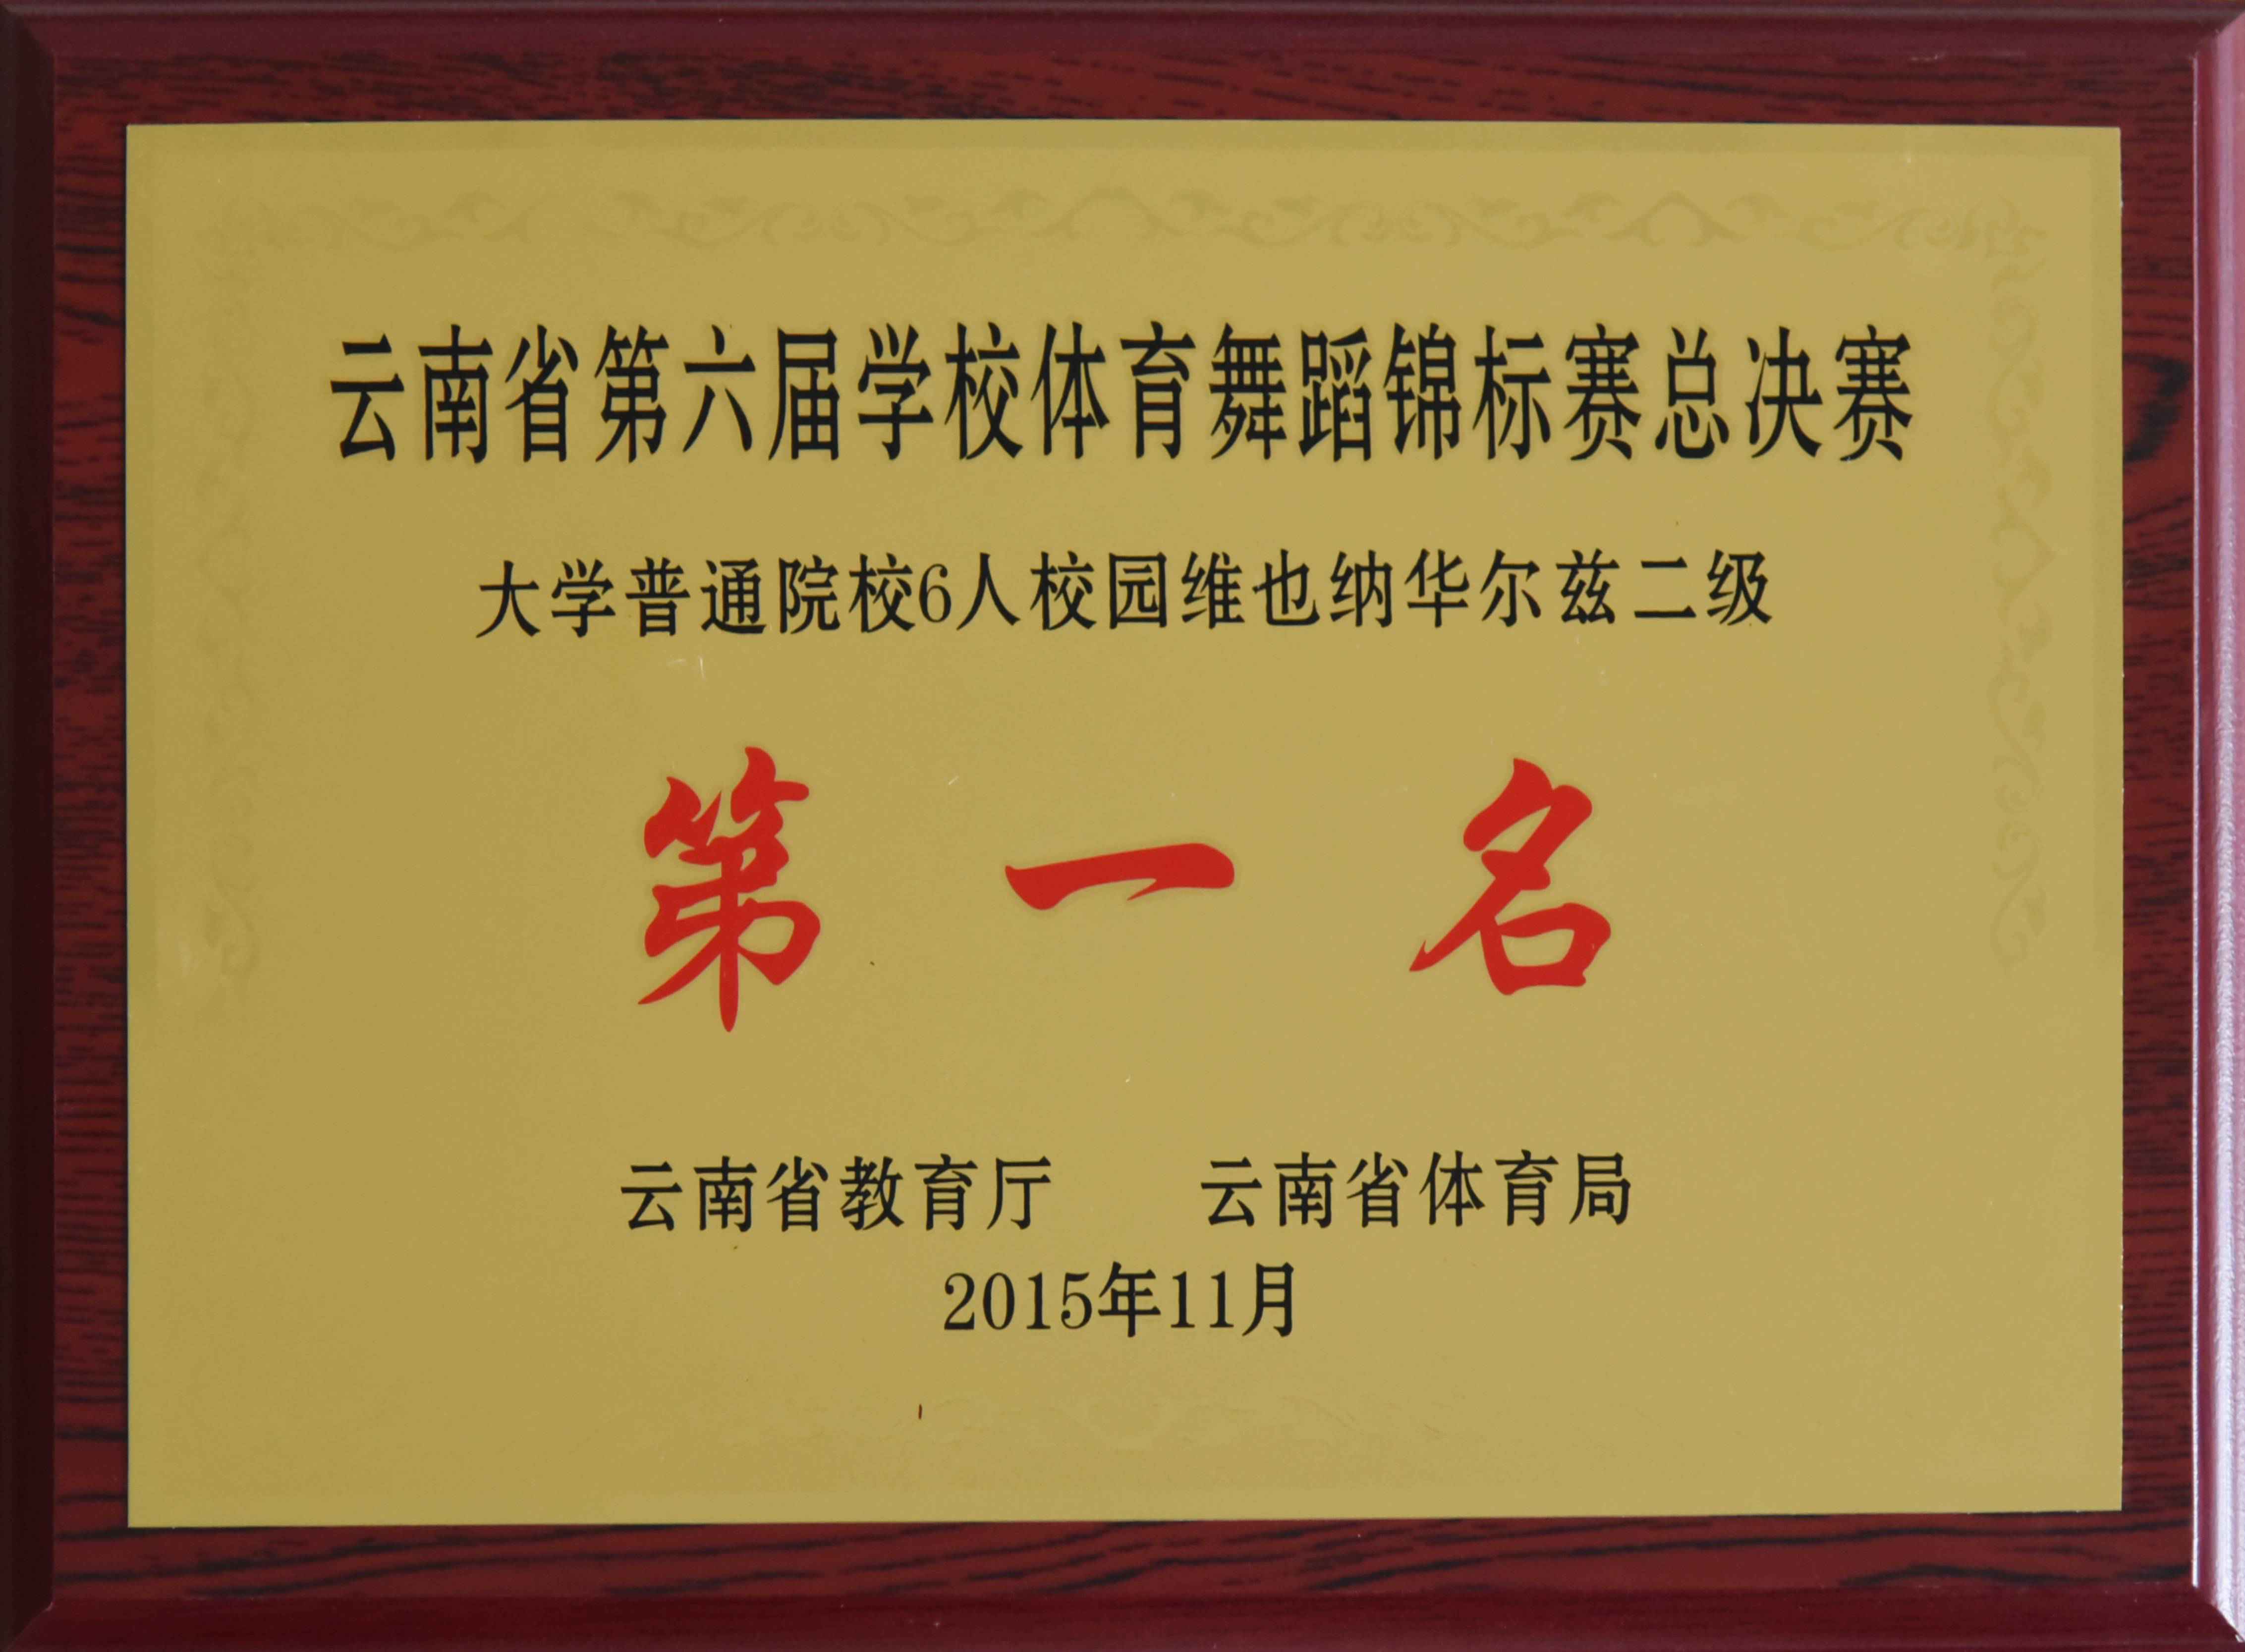 云南省第六届学校体育舞蹈锦标赛总决赛
大学普通院校6人校园维也纳华尔兹二级
第一名
云南省教育厅 云南省体育局
2015年11月